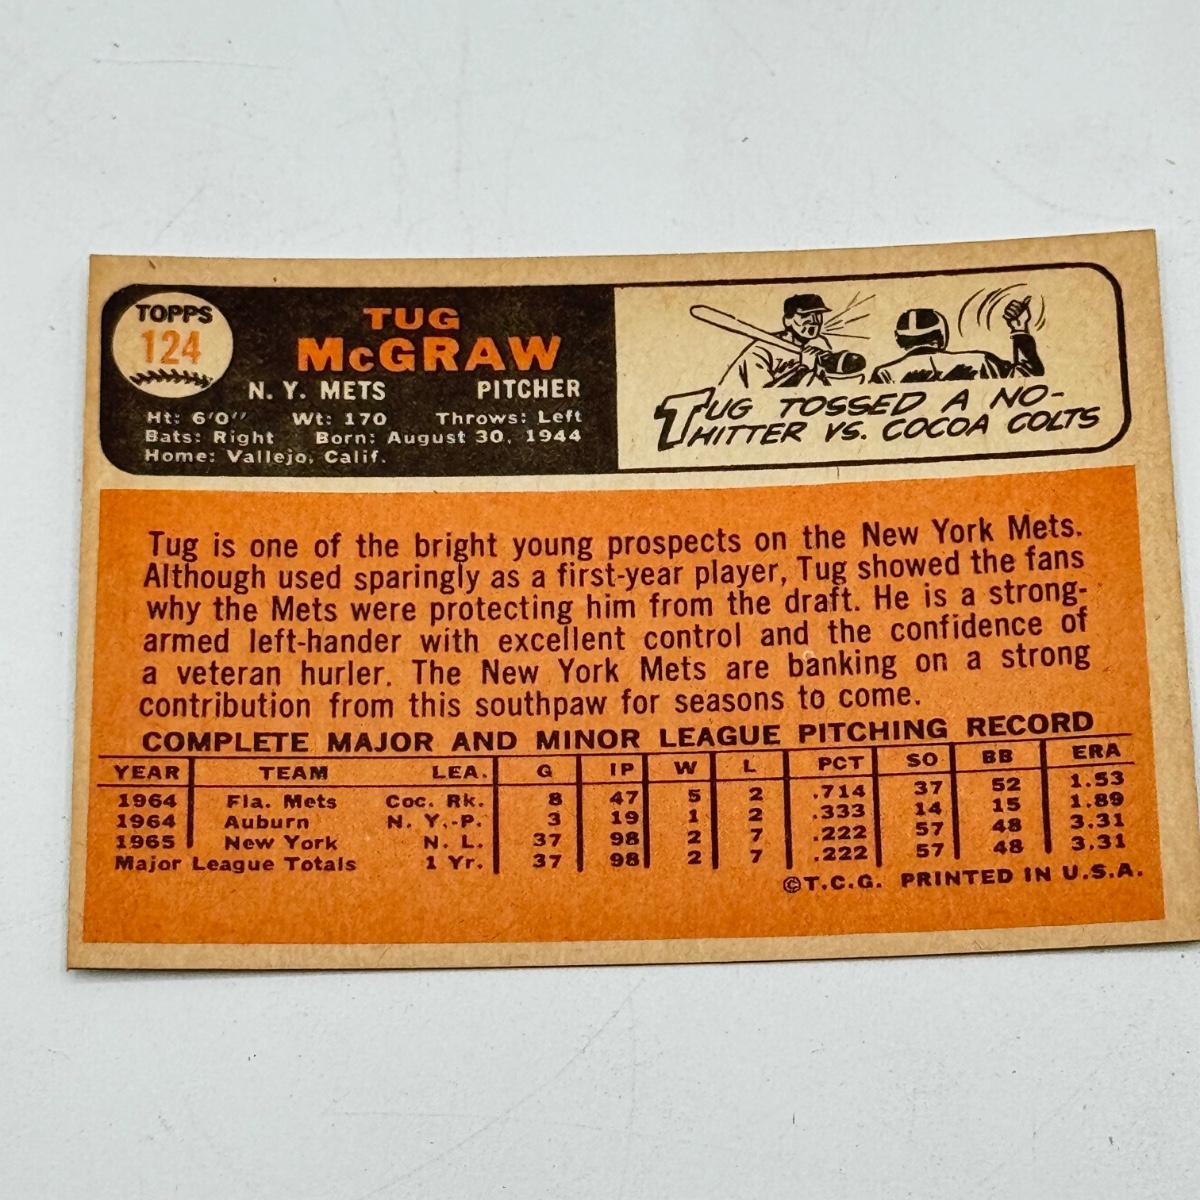 TOPPS
124
TUG
McGRAW
N. Y. METS PITCHER
Ht: 6'0" Wt: 170 Throws: Left
Bats: Right Born: August 30, 1944
Home: Vallejo, Calif.
TUG TOSSED A NO-
HITTER VS. COCOA COLTS
Tug is one of the bright young prospects on the New York Mets.
Although used sparingly as a first-year player, Tug showed the fans
why the Mets were protecting him from the draft. He is a strong-
armed left-hander with excellent control and the confidence of
a veteran hurler. The New York Mets are banking on a strong
contribution from this southpaw for seasons to come.
COMPLETE MAJOR AND MINOR LEAGUE PITCHING RECORD
YEAR TEAM LEA. G IP W L PCT SO BB ERA
1964 Fla. Mets Coc. Rk. 8 47 5 2 .714 37 52 1.53
1964 Auburn N. Y.-P. 3 19 1 2 .333 14 15 1.89
1965 New York N. L. 37 98 2 7 .222 57 48 3.31
Major League Totals 1 Yr. 37 98 2 7 .222 57 48 3.31
©T.C.G. PRINTED IN U.S.A.